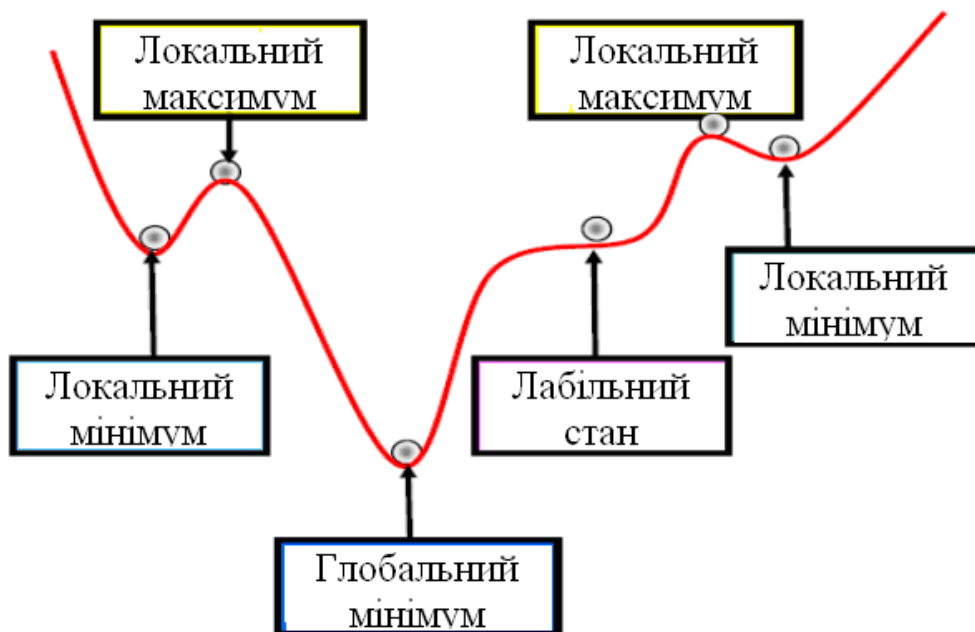 Локальний
максимум
Локальний
максимум
Локальний
мінімум
Локальний
мінімум
Лабільний
стан
Глобальний
мінімум